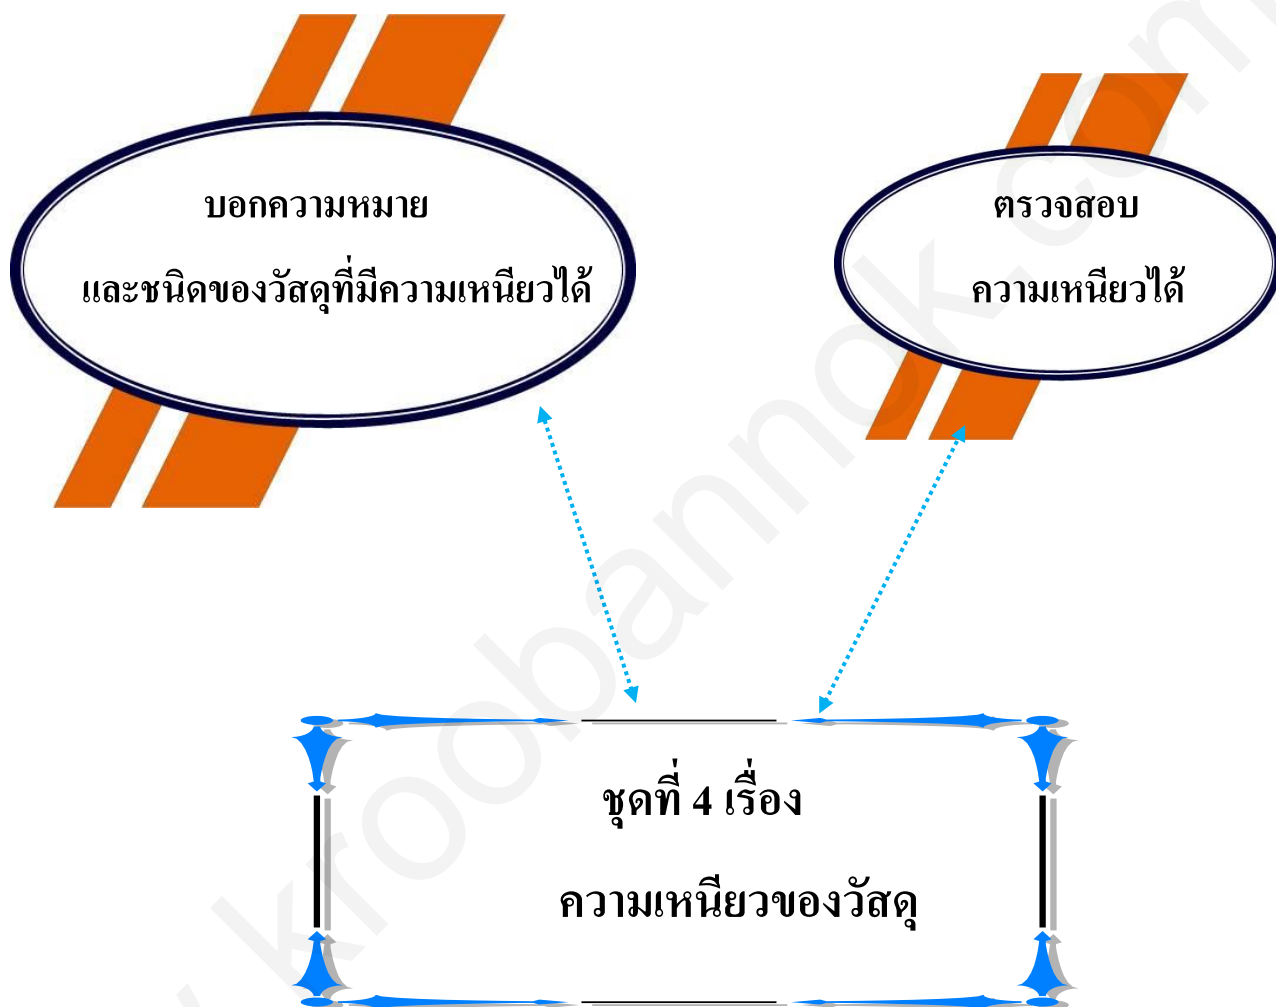 บอกความหมาย
และชนิดของวัสดุที่มีความเหนียวได้
ตรวจสอบ
ความเหนียวได้
ชุดที่ 4 เรื่อง
ความเหนียวของวัสดุ
kroobannok.com